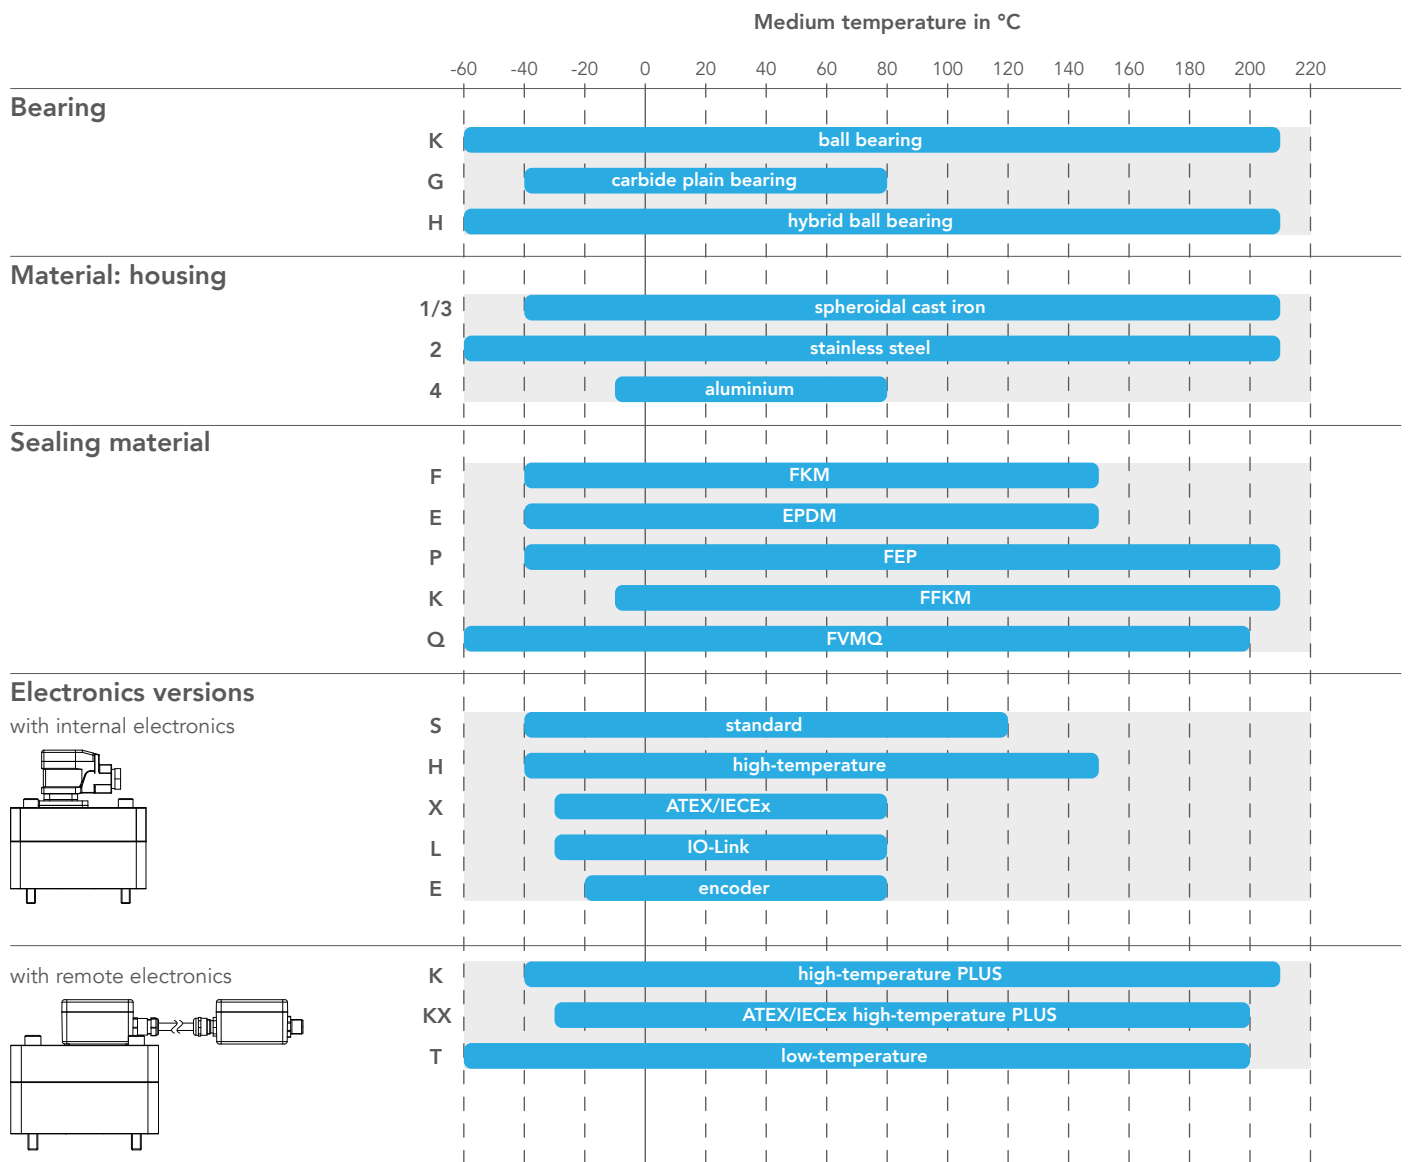 Medium temperature in °C
-60 -40 -20 0 20 40 60 80 100 120 140 160 180 200 220
Bearing
K ball bearing
G carbide plain bearing
H hybrid ball bearing
Material: housing
1/3 spheroidal cast iron
2 stainless steel
4 aluminium
Sealing material
F FKM
E EPDM
P FEP
K FFKM
Q FVMQ
Electronics versions
with internal electronics
S standard
H high-temperature
X ATEX/IECEx
L IO-Link
E encoder
with remote electronics
K high-temperature PLUS
KX ATEX/IECEx high-temperature PLUS
T low-temperature